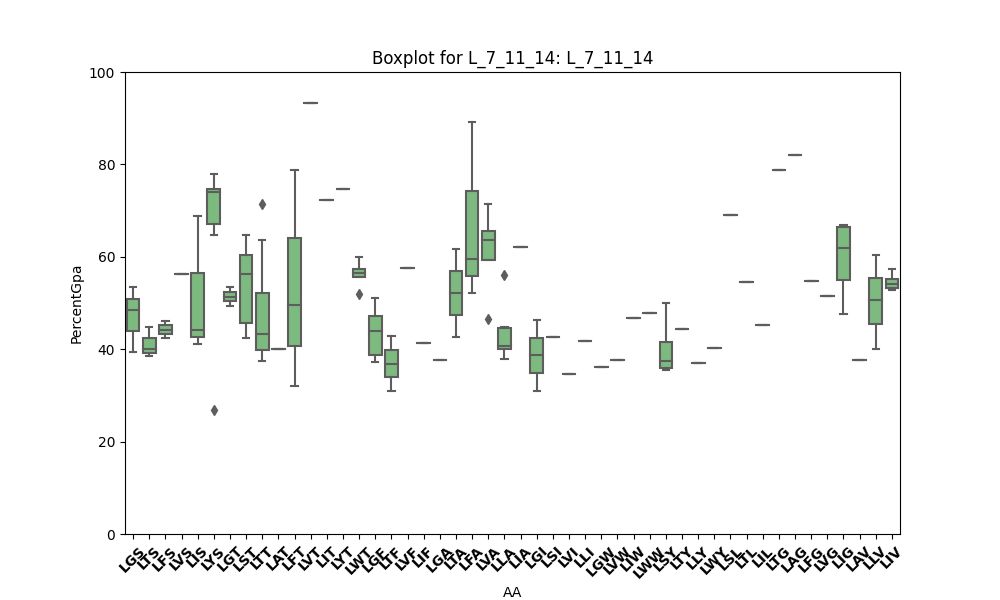 Boxplot for L_7_11_14: L_7_11_14
PercentGpa
100
80
60
40
20
0
LGS LTS LFS LVS LIS LYS LGT LST LTT LAT LFT LVT LIT LYT LWT LGF LTF LVF LIF LGA LTA LFA LVA LLA LIA LGI LSI LVI LLI LGW LVW LIW LWW LSY LTY LLY LWY LSL LTL LIL LTG LAG LFG LVG LIG LAV LLV LIV
AA